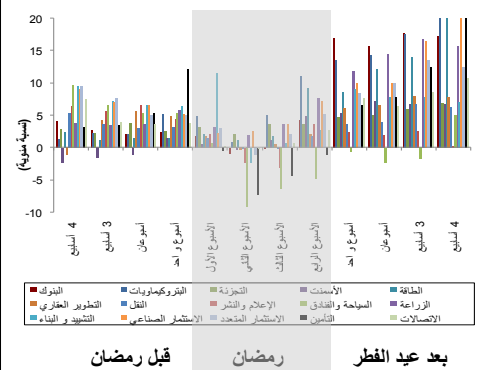 (نسبة مئوية)
20
15
10
5
0
-5
-10
4 أسابيع
3 أسابيع
أسبوعان
أسبوع واحد
الأسبوع الأول
الأسبوع الثاني
الأسبوع الثالث
الأسبوع الرابع
أسبوع واحد
أسبوعان
3 أسابيع
4 أسابيع
البنوك
البتروكيماويات
التجزئة
الأسمنت
الطاقة
التطوير العقاري
النقل
الإعلام والنشر
السياحة والفنادق
الزراعة
التشييد و البناء
الاستثمار الصناعي
الاستثمار المتعدد
التأمين
الاتصالات
قبل رمضان
رمضان
بعد عيد الفطر